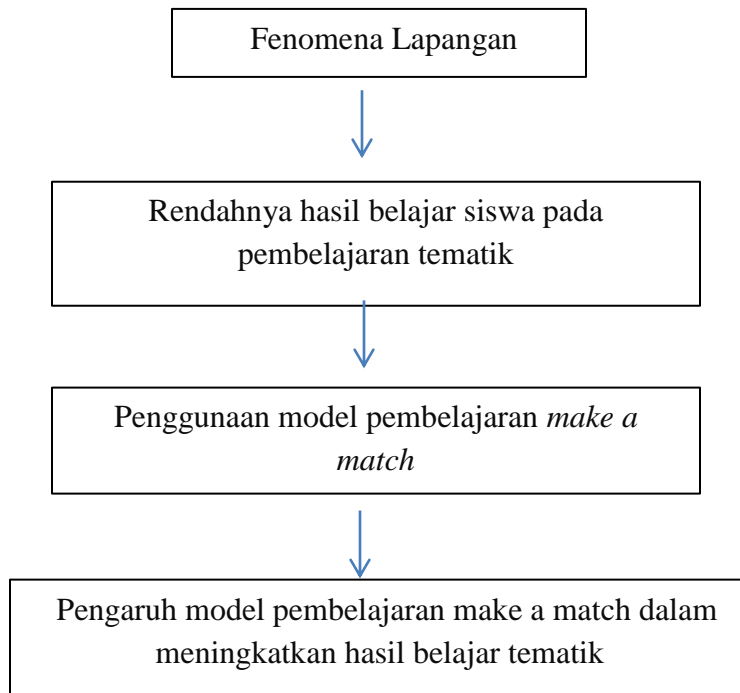 Fenomena Lapangan
Rendahnya hasil belajar siswa pada
pembelajaran tematik
Penggunaan model pembelajaran make a
match
Pengaruh model pembelajaran make a match dalam
meningkatkan hasil belajar tematik